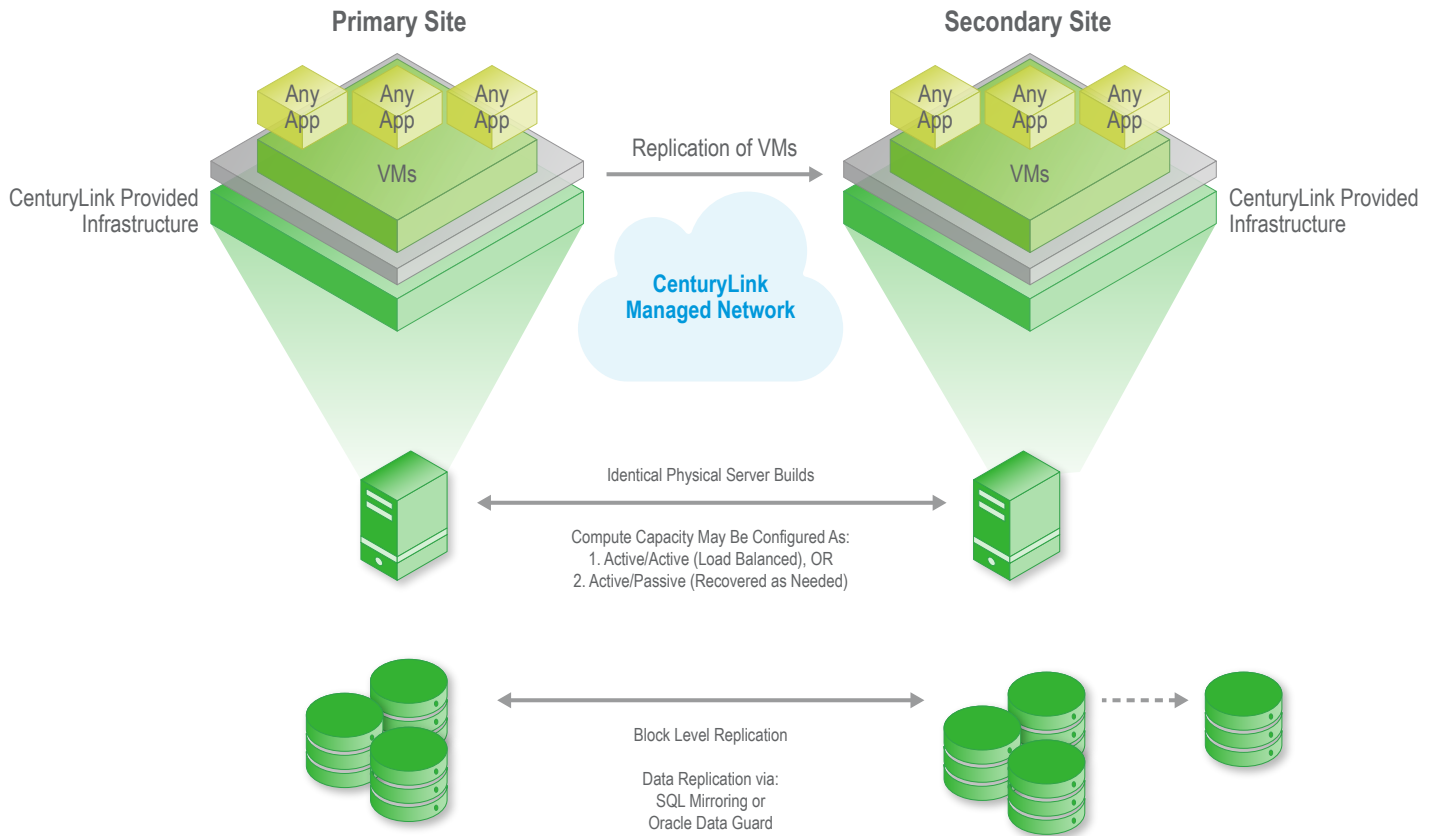 Primary Site
Secondary Site
Any
App
Any
App
Any
App
VMs
Any
App
Any
App
Any
App
VMs
Replication of VMs
CenturyLink Provided
Infrastructure
CenturyLink Provided
Infrastructure
CenturyLink
Managed Network
Identical Physical Server Builds
Compute Capacity May Be Configured As:
1. Active/Active (Load Balanced), OR
2. Active/Passive (Recovered as Needed)
Block Level Replication
Data Replication via:
SQL Mirroring or
Oracle Data Guard